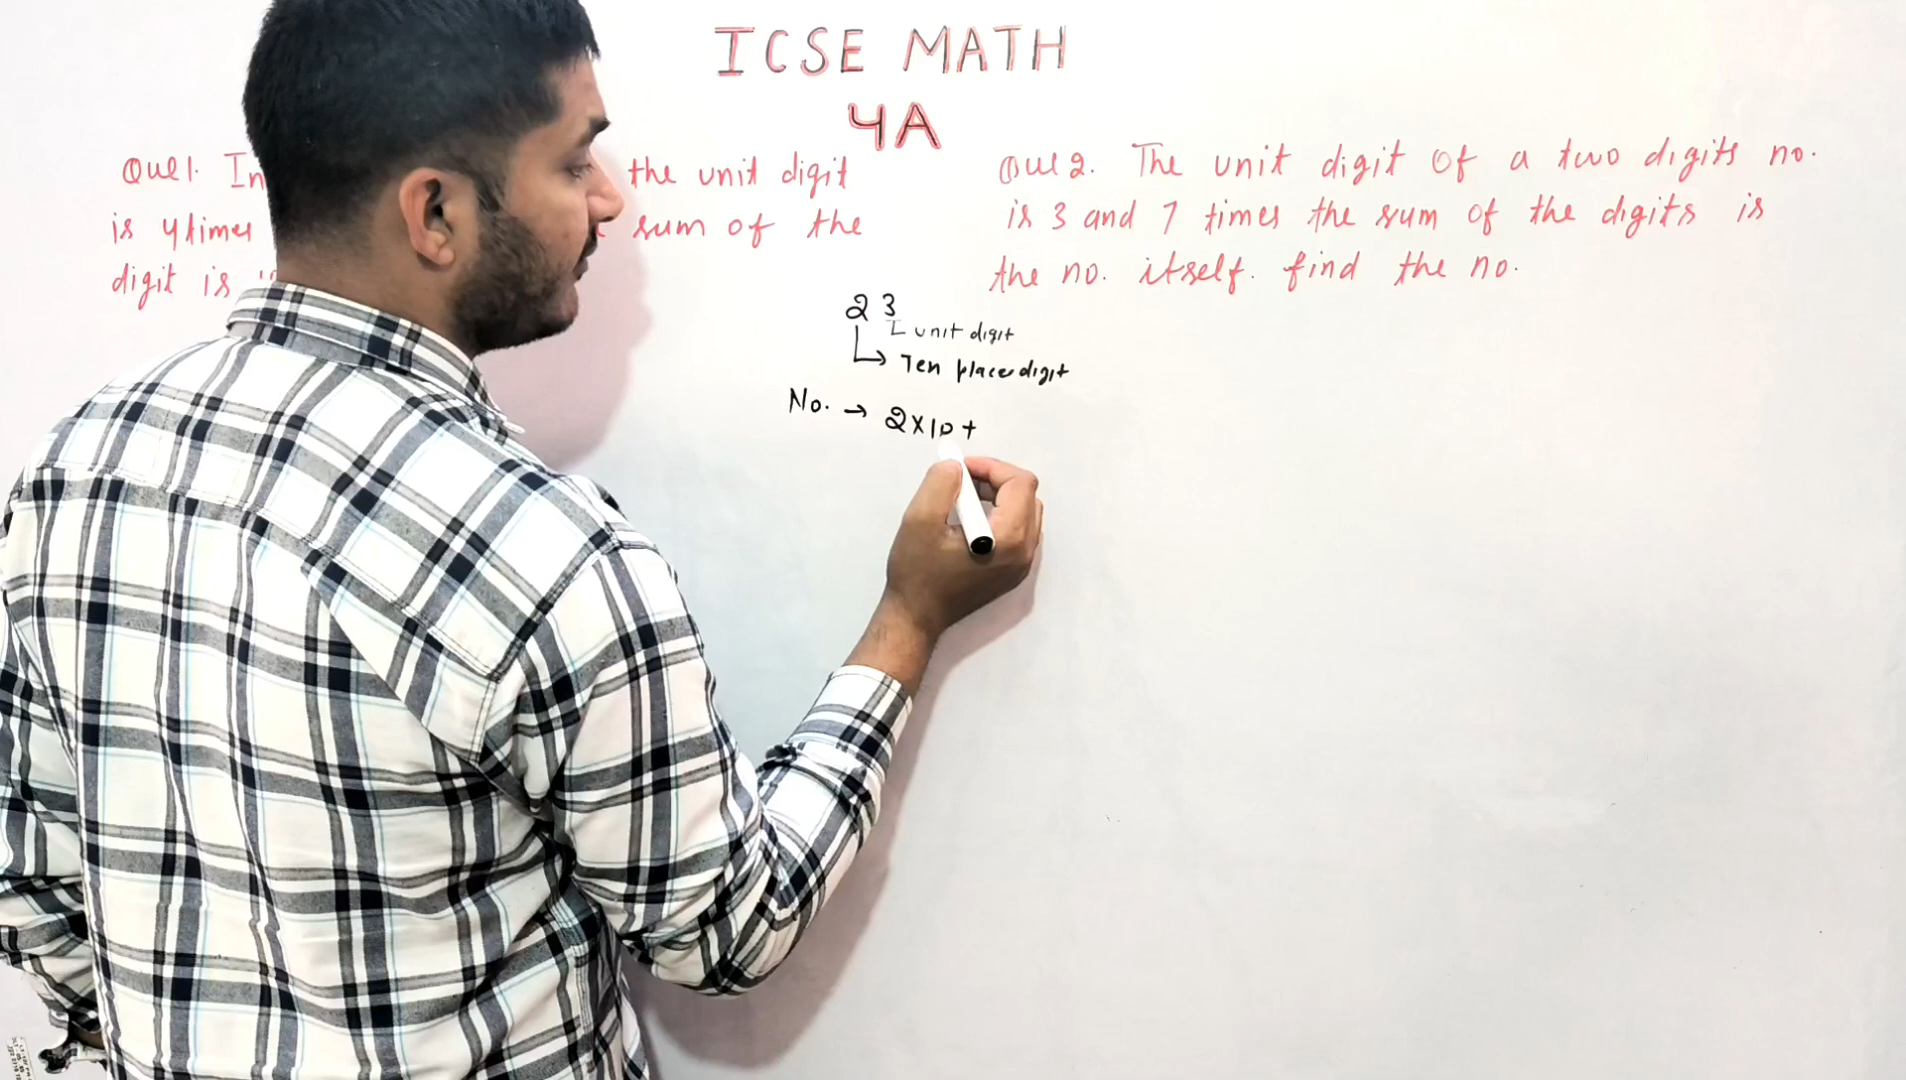 ICSE MATH
4A
Que1. In the unit digit
is 4times sum of the
digit is
Que2. The unit digit of a two digits no.
is 3 and 7 times the sum of the digits is
the no. itself. find the no.
2 3
unit digit
Ten place digit
No. → 2×10+